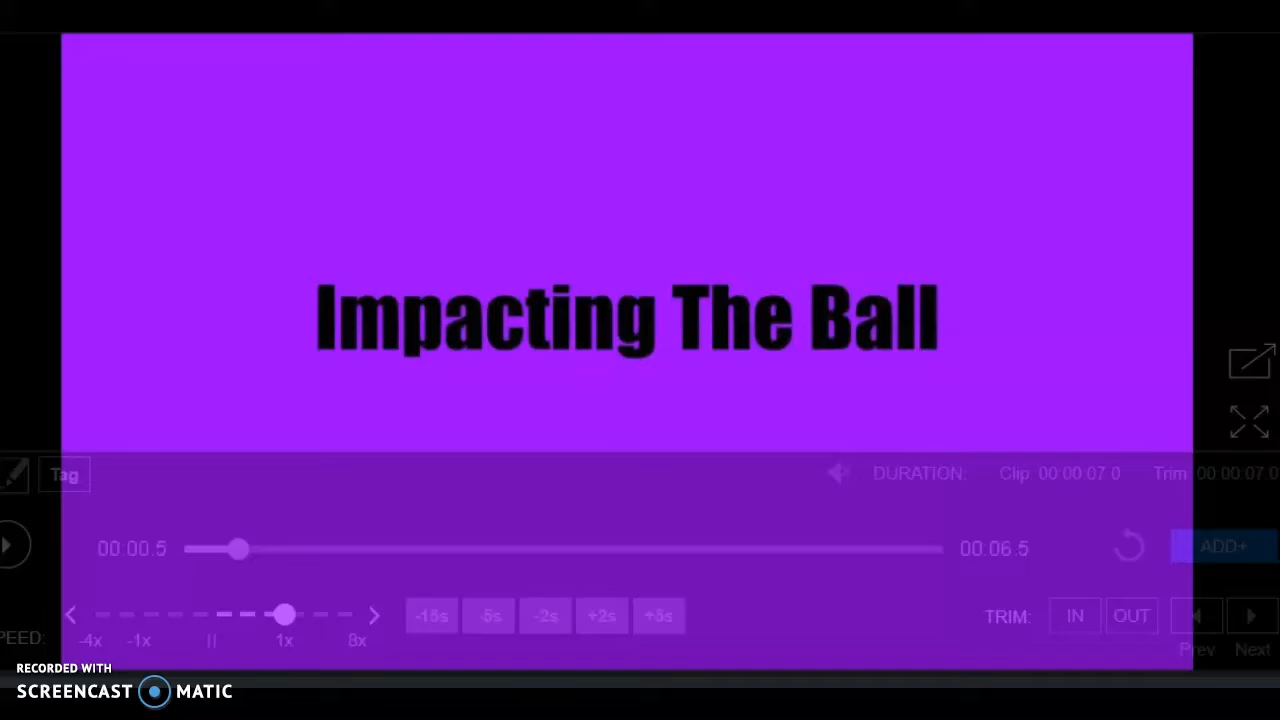 Impacting The Ball
Tag
DURATION: Clip: 00:00:07.0 Trim: 00:00:07.0
00:00.5
00:06.5
ADD+
-15s -5s -2s +2s +5s
TRIM: IN OUT
PEED: -4x -1x 1x 8x
Prev Next
RECORDED WITH
SCREENCAST MATIC